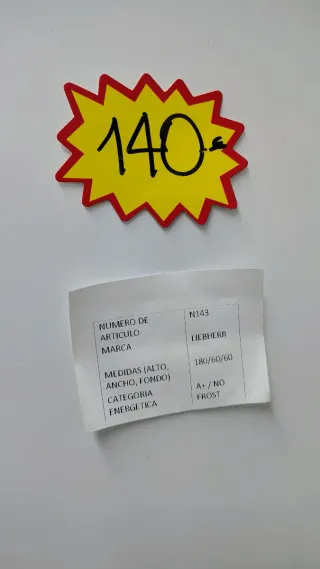 140€
NUMERO DE ARTICULO N143
MARCA LIEBHERR
MEDIDAS (ALTO, ANCHO, FONDO) 180/60/60
CATEGORIA ENERGETICA A+ / NO FROST